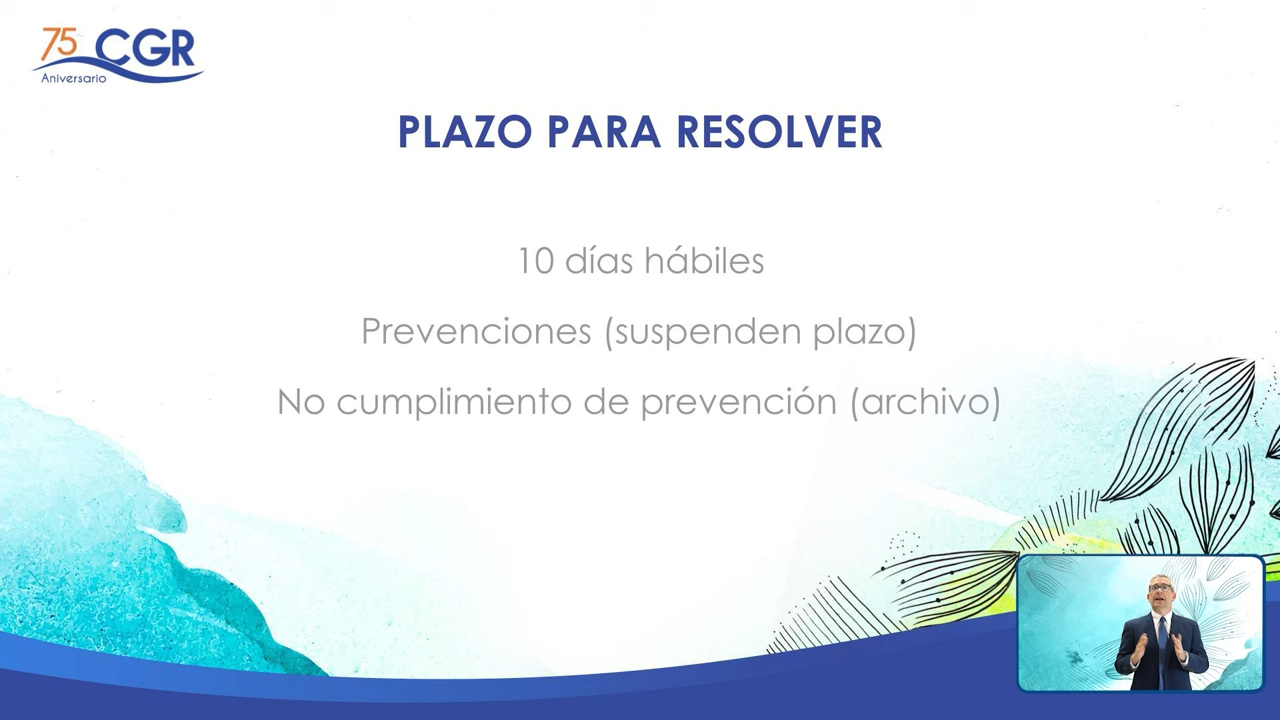 75 CGR
Aniversario
PLAZO PARA RESOLVER
10 días hábiles
Prevenciones (suspenden plazo)
No cumplimiento de prevención (archivo)